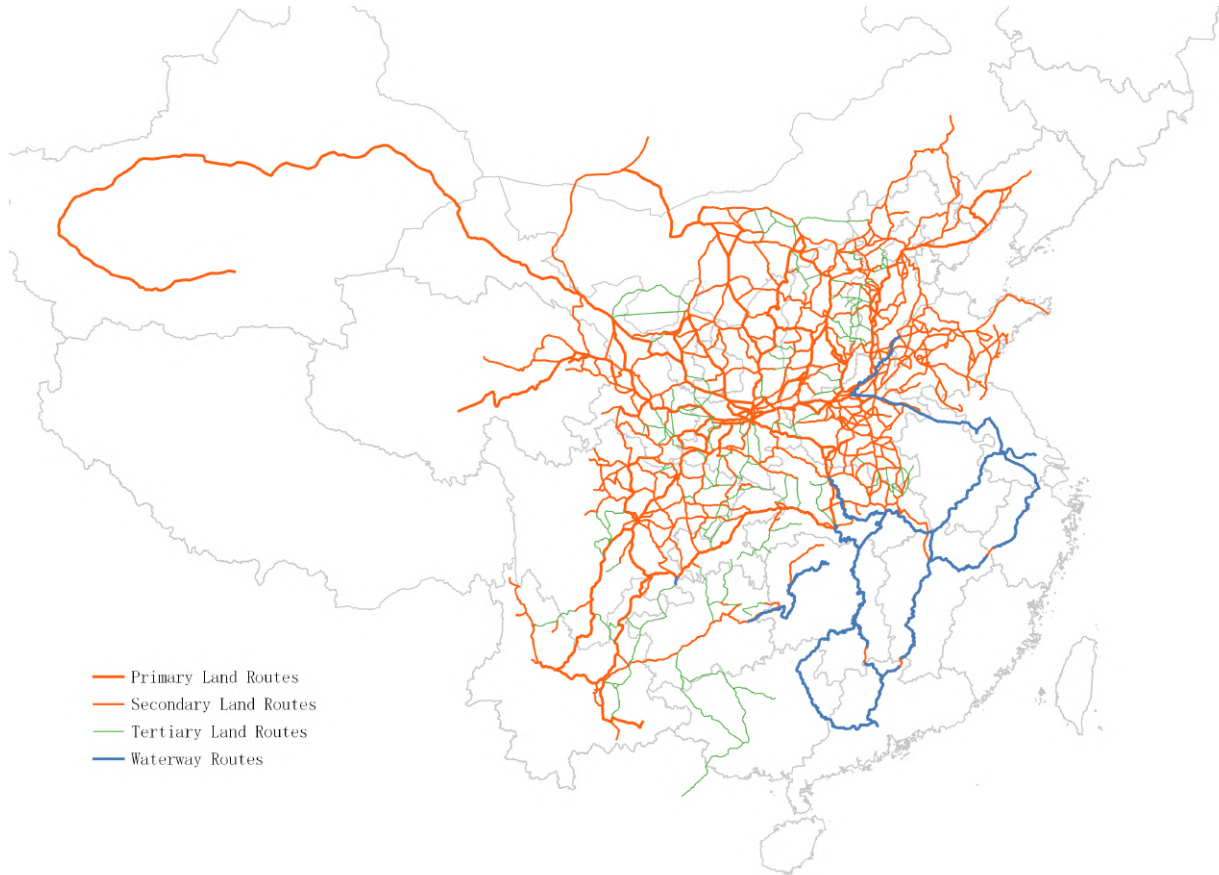 Primary Land Routes
Secondary Land Routes
Tertiary Land Routes
Waterway Routes